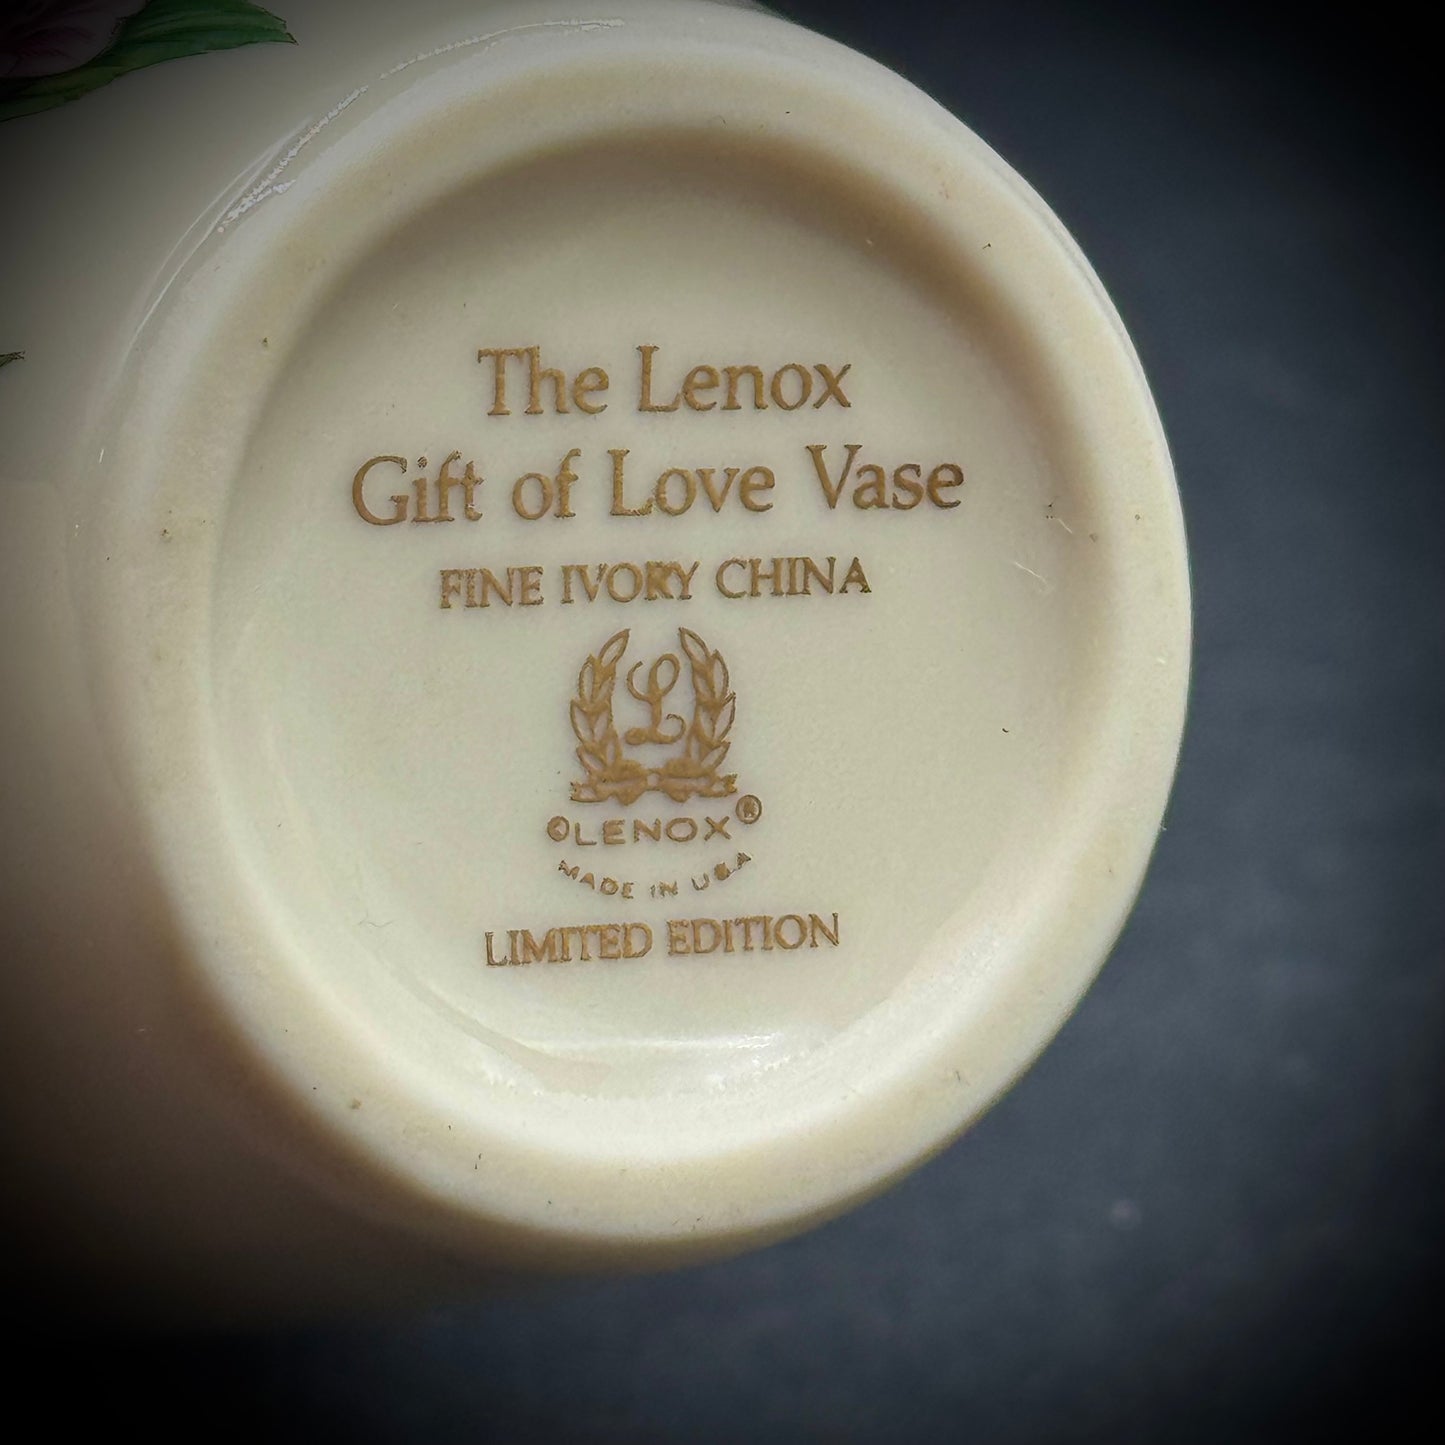 The Lenox
Gift of Love Vase
FINE IVORY CHINA
L
©LENOX®
MADE IN USA
LIMITED EDITION